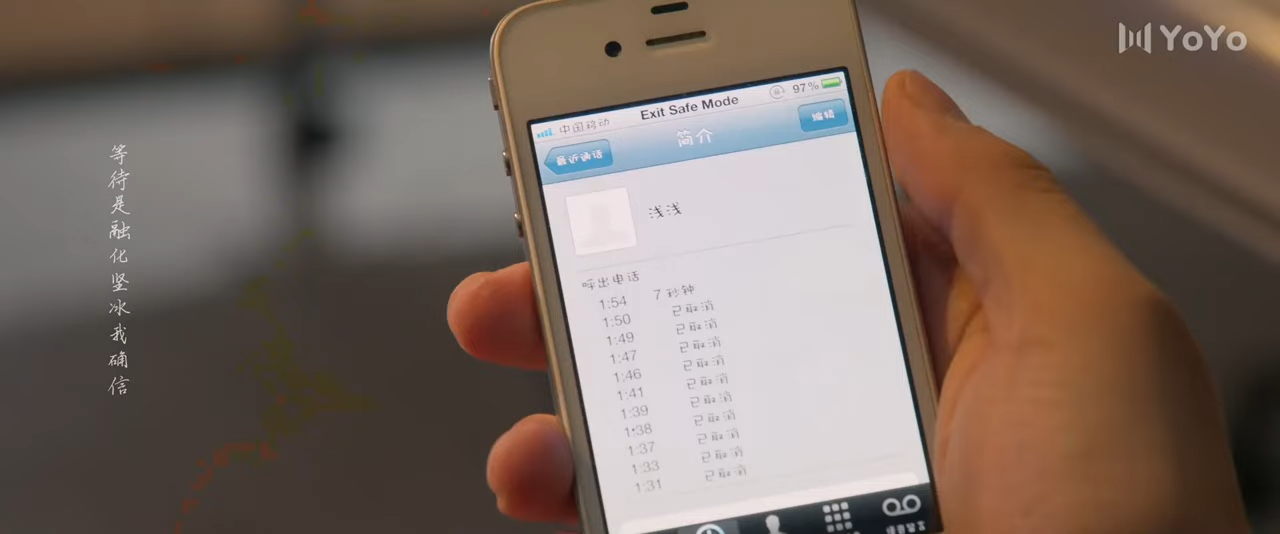 YOYO
等待是融化坚冰我确信
中国移动 Exit Safe Mode 97%
最近通话 简介 编辑
浅浅
呼出电话
1:54 7 秒钟
1:50 已取消
1:49 已取消
1:47 已取消
1:46 已取消
1:41 已取消
1:39 已取消
1:38 已取消
1:37 已取消
1:33 已取消
1:31 已取消